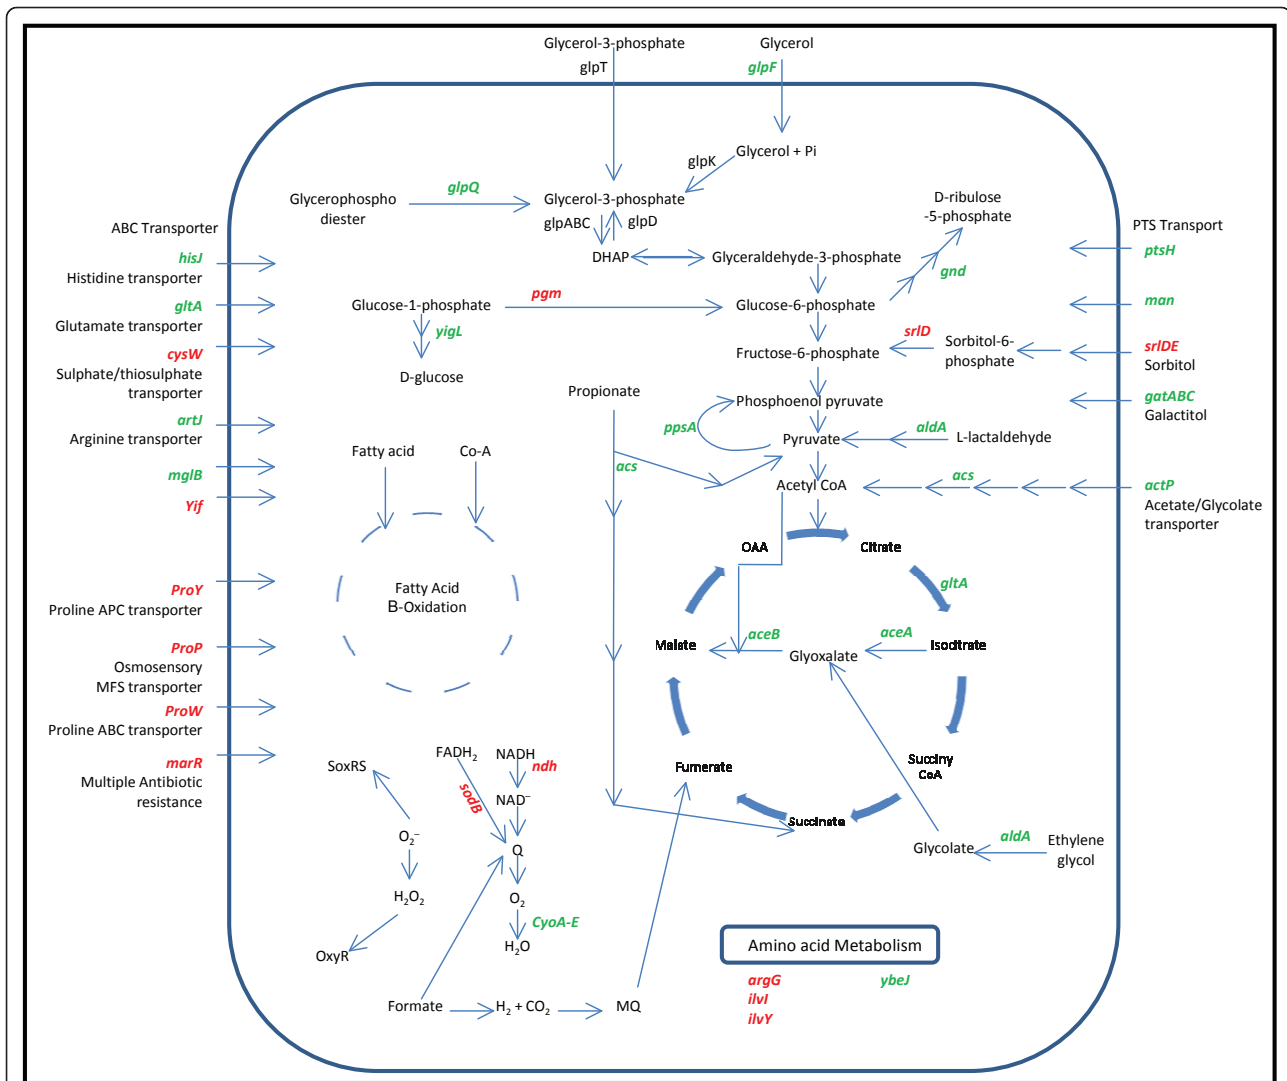 Glycerol-3-phosphate
Glycerol
glpT
glpF
glpK
Glycerol + Pi
Glycerophospho
diester
glpQ
Glycerol-3-phosphate
glpABC
glpD
D-ribulose
-5-phosphate
DHAP
Glyceraldehyde-3-phosphate
gnd
ABC Transporter
hisJ
Histidine transporter
gltA
Glutamate transporter
cysW
Sulphate/thiosulphate
transporter
artJ
Arginine transporter
mglB
Yif
ProY
Proline APC transporter
ProP
Osmosensory
MFS transporter
ProW
Proline ABC transporter
marR
Multiple Antibiotic
resistance
PTS Transport
ptsH
man
srlDE
Sorbitol
gatABC
Galactitol
actP
Acetate/Glycolate
transporter
Glucose-1-phosphate
pgm
Glucose-6-phosphate
yigL
D-glucose
srlD
Sorbitol-6-
phosphate
Fructose-6-phosphate
Propionate
Phosphoenol pyruvate
ppsA
Pyruvate
aldA
L-lactaldehyde
acs
Acetyl CoA
acs
Fatty acid
Co-A
Fatty Acid
B-Oxidation
OAA
Citrate
gltA
Malate
aceB
Glyoxalate
aceA
Isocitrate
Fumerate
Succiny
CoA
Succinate
Glycolate
aldA
Ethylene
glycol
SoxRS
FADH₂
NADH
ndh
sodB
NAD⁻
O₂⁻
Q
H₂O₂
O₂
CyoA-E
H₂O
OxyR
Formate
H₂ + CO₂
MQ
Amino acid Metabolism
argG
ybeJ
ilvI
ilvY